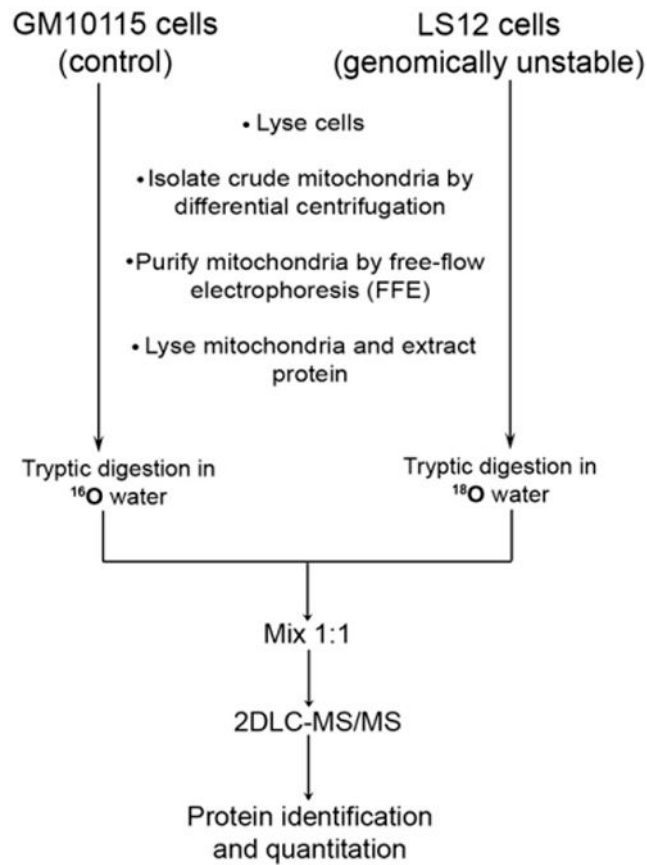 GM10115 cells
(control)
LS12 cells
(genomically unstable)
• Lyse cells
• Isolate crude mitochondria by
differential centrifugation
•Purify mitochondria by free-flow
electrophoresis (FFE)
• Lyse mitochondria and extract
protein
Tryptic digestion in
¹⁶O water
Tryptic digestion in
¹⁸O water
Mix 1:1
2DLC-MS/MS
Protein identification
and quantitation